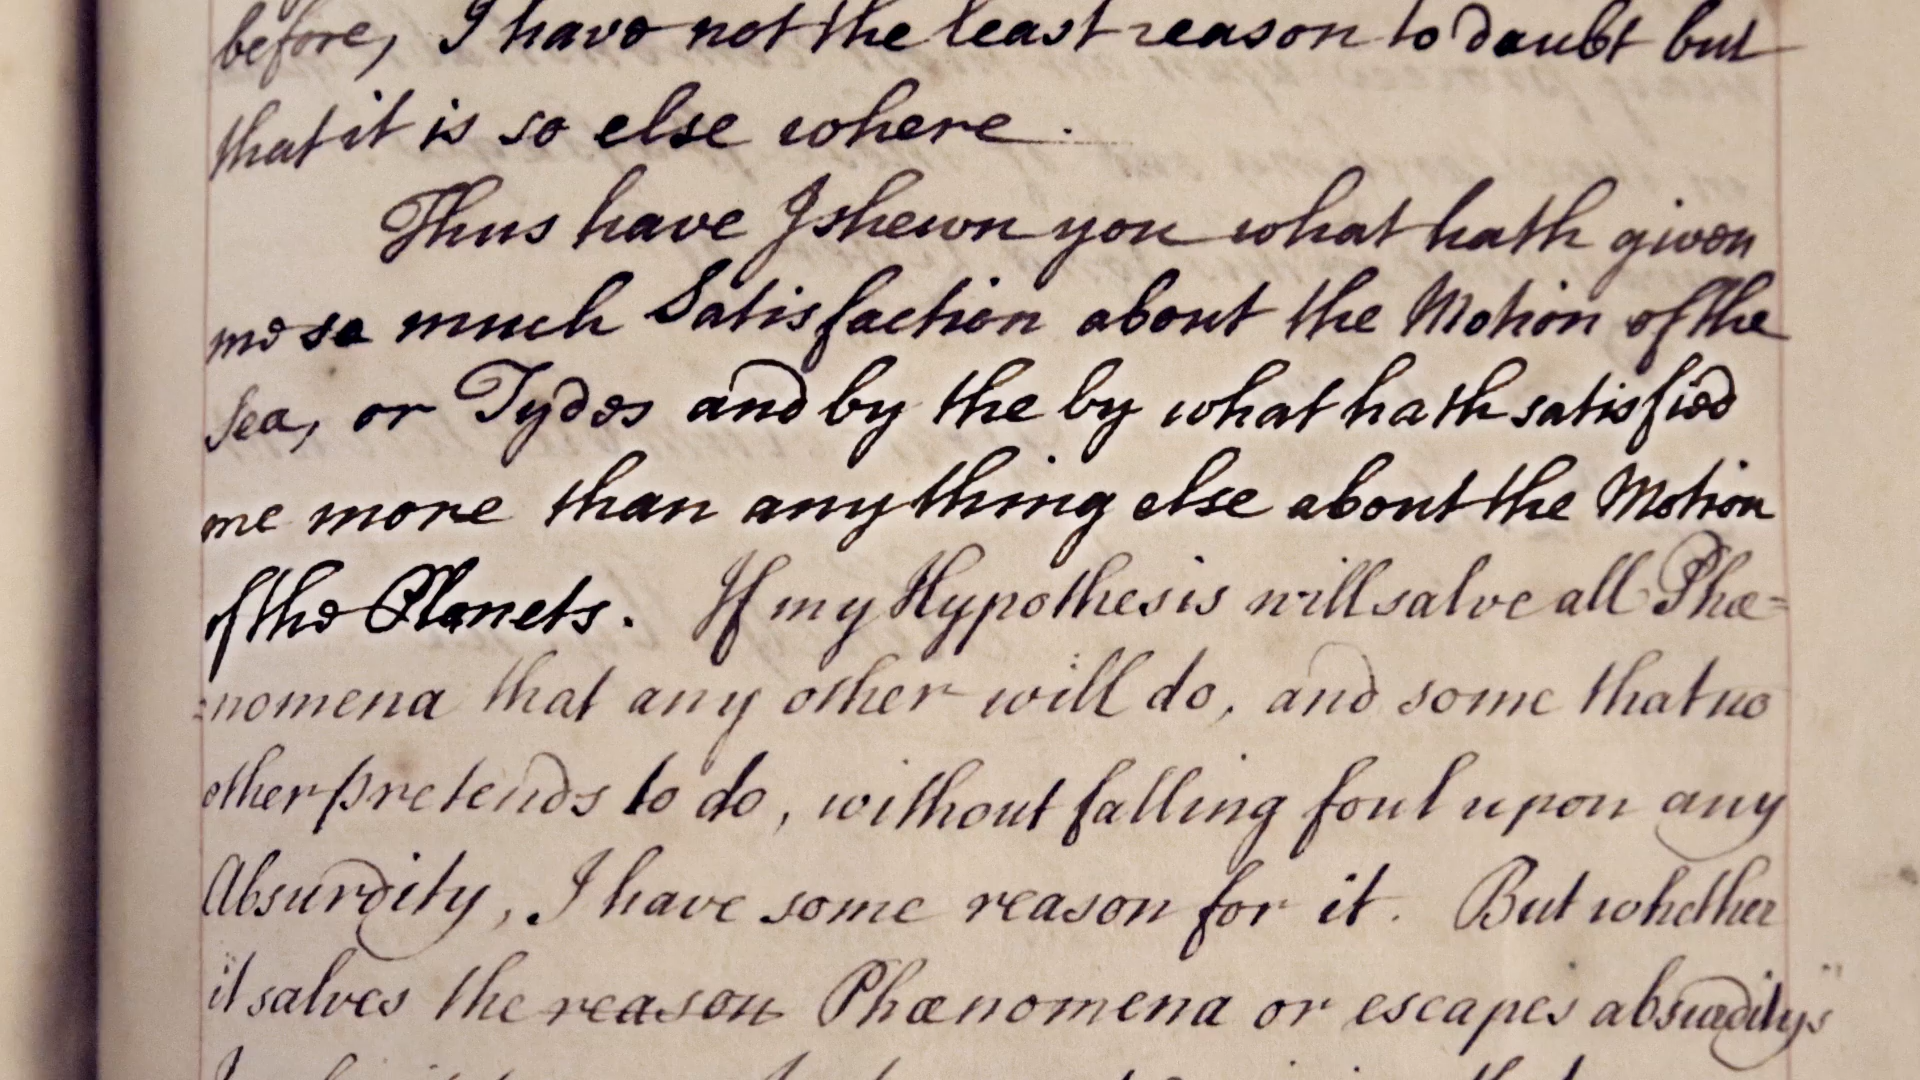 before, I have not the least reason to doubt but
that it is so else where.
Thus have I shewn you what hath given
me so much Satisfaction about the Motion of the
Sea, or Tydes and by the by what hath satisfied
me more than any thing else about the Motion
of the Planets. If my Hypothesis will salve all Phæ=
=nomena that any other will do, and some that no
other pretends to do, without falling foul upon any
Absurdity, I have some reason for it. But whether
it salves the reason Phænomena or escapes absurditys